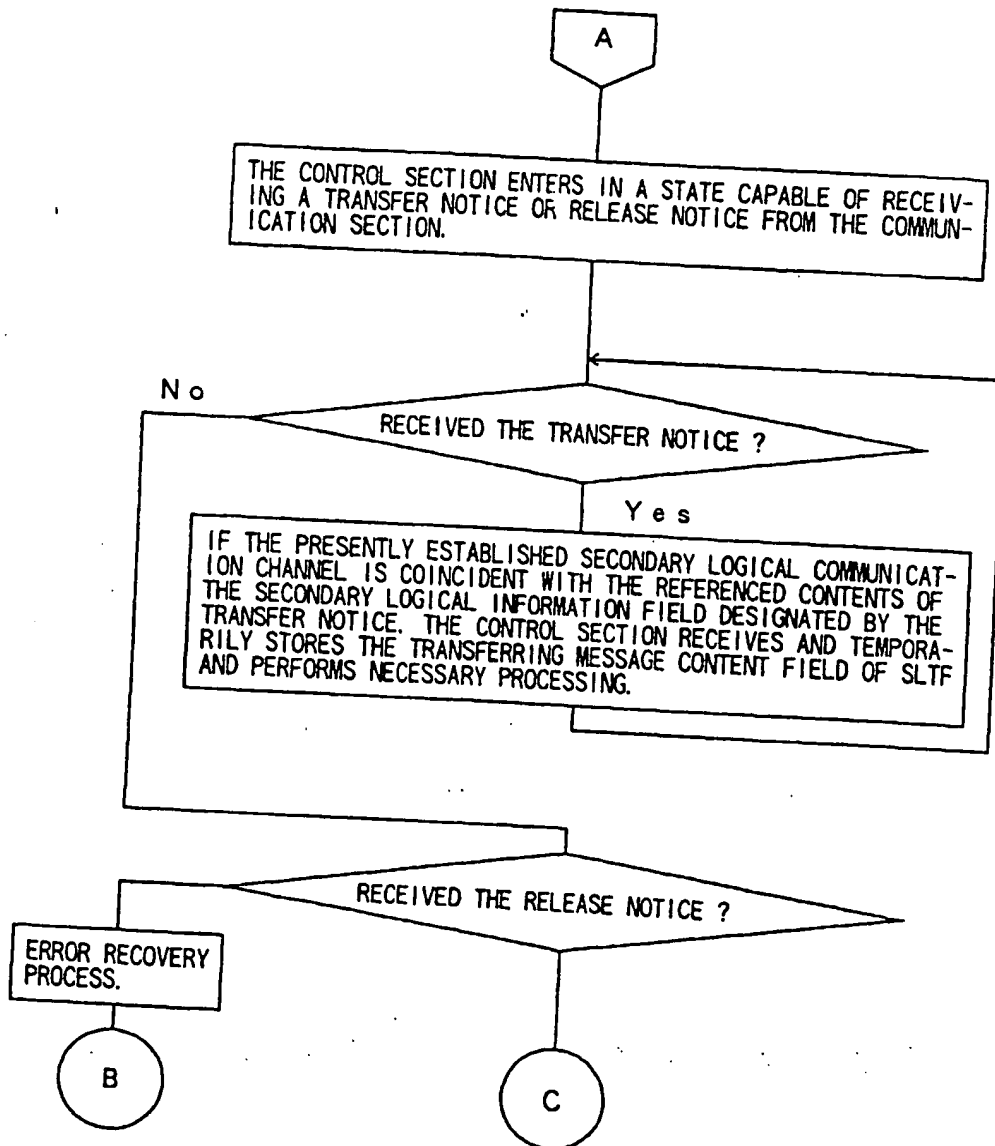 A
THE CONTROL SECTION ENTERS IN A STATE CAPABLE OF RECEIV-
ING A TRANSFER NOTICE OR RELEASE NOTICE FROM THE COMMUN-
ICATION SECTION.
No
RECEIVED THE TRANSFER NOTICE ?
Yes
IF THE PRESENTLY ESTABLISHED SECONDARY LOGICAL COMMUNICAT-
ION CHANNEL IS COINCIDENT WITH THE REFERENCED CONTENTS OF
THE SECONDARY LOGICAL INFORMATION FIELD DESIGNATED BY THE
TRANSFER NOTICE. THE CONTROL SECTION RECEIVES AND TEMPORA-
RILY STORES THE TRANSFERRING MESSAGE CONTENT FIELD OF SLTF
AND PERFORMS NECESSARY PROCESSING.
RECEIVED THE RELEASE NOTICE ?
ERROR RECOVERY
PROCESS.
B
C